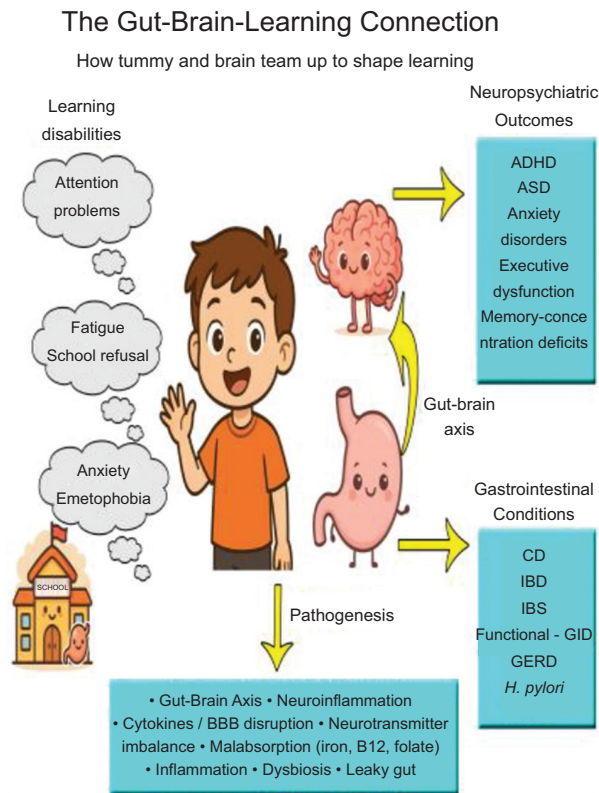 The Gut-Brain-Learning Connection
How tummy and brain team up to shape learning
Learning
disabilities
Attention
problems
Fatigue
School refusal
Anxiety
Emetophobia
SCHOOL
Neuropsychiatric
Outcomes
ADHD
ASD
Anxiety
disorders
Executive
dysfunction
Memory-conce
ntration deficits
Gut-brain
axis
Gastrointestinal
Conditions
CD
IBD
IBS
Functional - GID
GERD
H. pylori
Pathogenesis
• Gut-Brain Axis • Neuroinflammation
• Cytokines / BBB disruption • Neurotransmitter
imbalance • Malabsorption (iron, B12, folate)
• Inflammation • Dysbiosis • Leaky gut